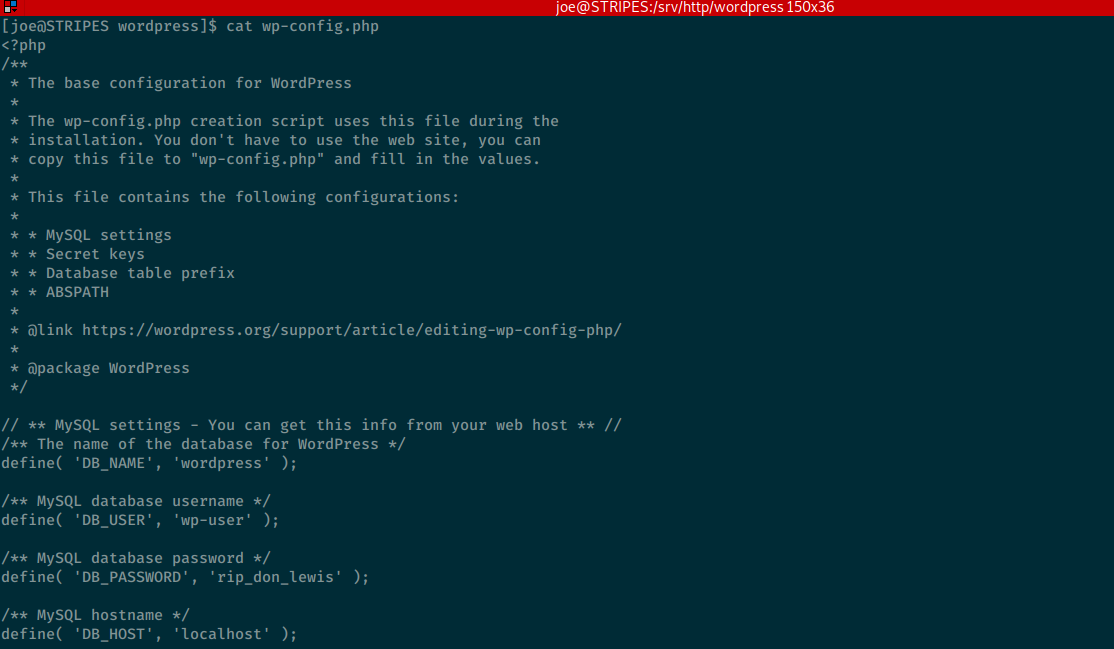 joe@STRIPES:/srv/http/wordpress 150x36
[joe@STRIPES wordpress]$ cat wp-config.php
<?php
/**
 * The base configuration for WordPress
 *
 * The wp-config.php creation script uses this file during the
 * installation. You don't have to use the web site, you can
 * copy this file to "wp-config.php" and fill in the values.
 *
 * This file contains the following configurations:
 *
 * * MySQL settings
 * * Secret keys
 * * Database table prefix
 * * ABSPATH
 *
 * @link https://wordpress.org/support/article/editing-wp-config-php/
 *
 * @package WordPress
 */

// ** MySQL settings - You can get this info from your web host ** //
/** The name of the database for WordPress */
define( 'DB_NAME', 'wordpress' );

/** MySQL database username */
define( 'DB_USER', 'wp-user' );

/** MySQL database password */
define( 'DB_PASSWORD', 'rip_don_lewis' );

/** MySQL hostname */
define( 'DB_HOST', 'localhost' );